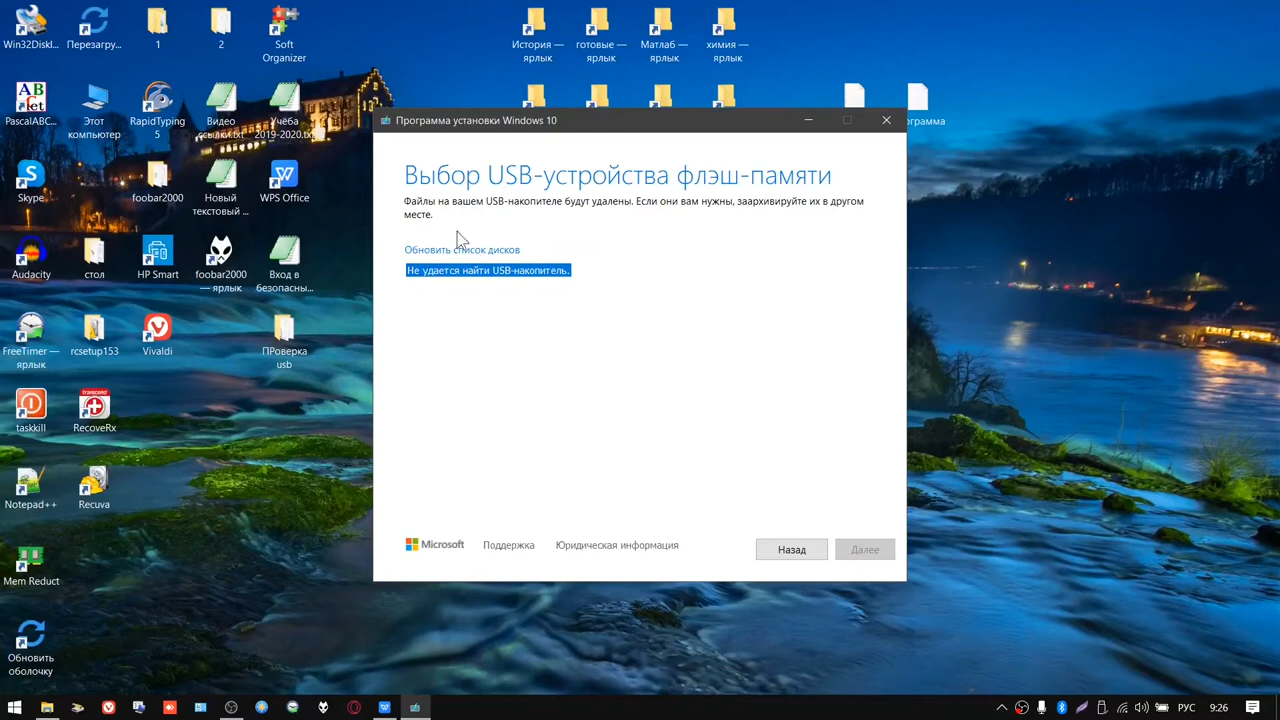 Win32DiskI...
Перезагру...
1
2
Soft
Organizer
История —
ярлык
готовые —
ярлык
Матлаб —
ярлык
химия —
ярлык
PascalABC...
Этот
компьютер
RapidTyping
5
Видео
ссылки.txt
Учёба
2019-2020.txt
ограмма
Skype
foobar2000
Новый
текстовый ...
WPS Office
Audacity
стол
HP Smart
foobar2000
— ярлык
Вход в
безопасны...
FreeTimer —
ярлык
rcsetup153
Vivaldi
ПРоверка
usb
taskkill
RecoveRx
Notepad++
Recuva
Mem Reduct
Обновить
оболочку
Программа установки Windows 10
Выбор USB-устройства флэш-памяти
Файлы на вашем USB-накопителе будут удалены. Если они вам нужны, заархивируйте их в другом
месте.
Обновить список дисков
Не удается найти USB-накопитель.
Microsoft
Поддержка
Юридическая информация
Назад
Далее
РУС
9:26